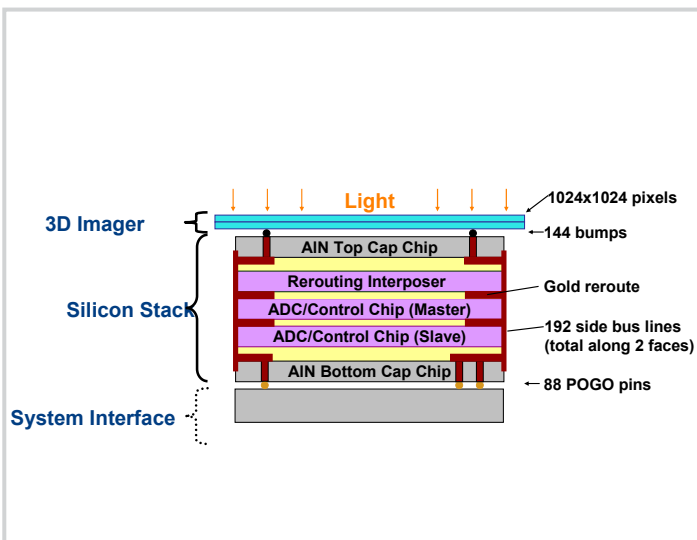 Light
1024x1024 pixels
3D Imager
144 bumps
AlN Top Cap Chip
Rerouting Interposer
Gold reroute
Silicon Stack
ADC/Control Chip (Master)
192 side bus lines
(total along 2 faces)
ADC/Control Chip (Slave)
AlN Bottom Cap Chip
88 POGO pins
System Interface